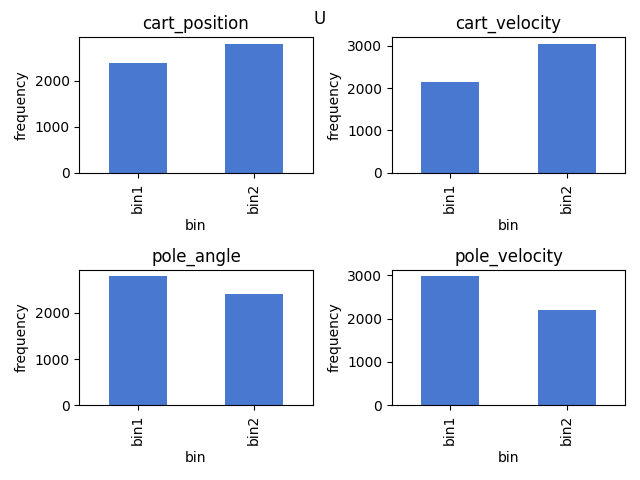 U
cart_position
frequency
2000
1000
0
bin1
bin2
bin
cart_velocity
frequency
3000
2000
1000
0
bin1
bin2
bin
pole_angle
frequency
2000
1000
0
bin1
bin2
bin
pole_velocity
frequency
3000
2000
1000
0
bin1
bin2
bin